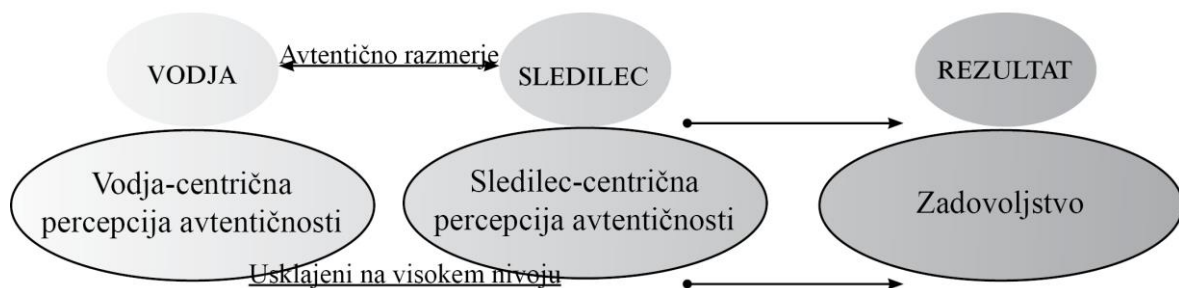 Avtentično razmerje
VODJA
SLEDILEC
REZULTAT
Vodja-centrična
percepcija avtentičnosti
Sledilec-centrična
percepcija avtentičnosti
Zadovoljstvo
Usklajeni na visokem nivoju